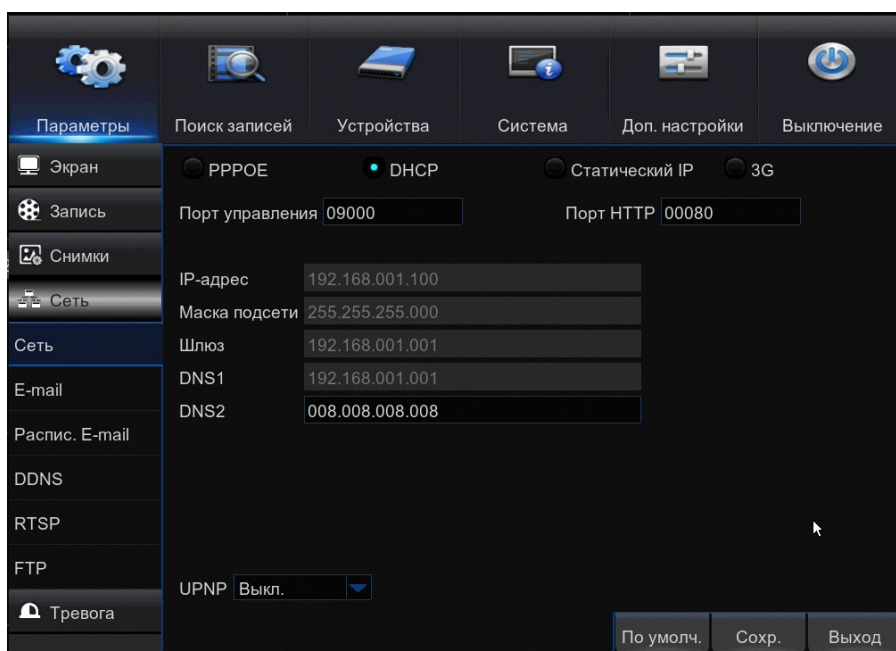 Параметры
Поиск записей
Устройства
Система
Доп. настройки
Выключение
Экран
Запись
Снимки
Сеть
Сеть
E-mail
Распис. E-mail
DDNS
RTSP
FTP
Тревога
PPPOE DHCP Статический IP 3G
Порт управления 09000 Порт HTTP 00080
IP-адрес 192.168.001.100
Маска подсети 255.255.255.000
Шлюз 192.168.001.001
DNS1 192.168.001.001
DNS2 008.008.008.008
UPNP Выкл.
По умолч. Сохр. Выход